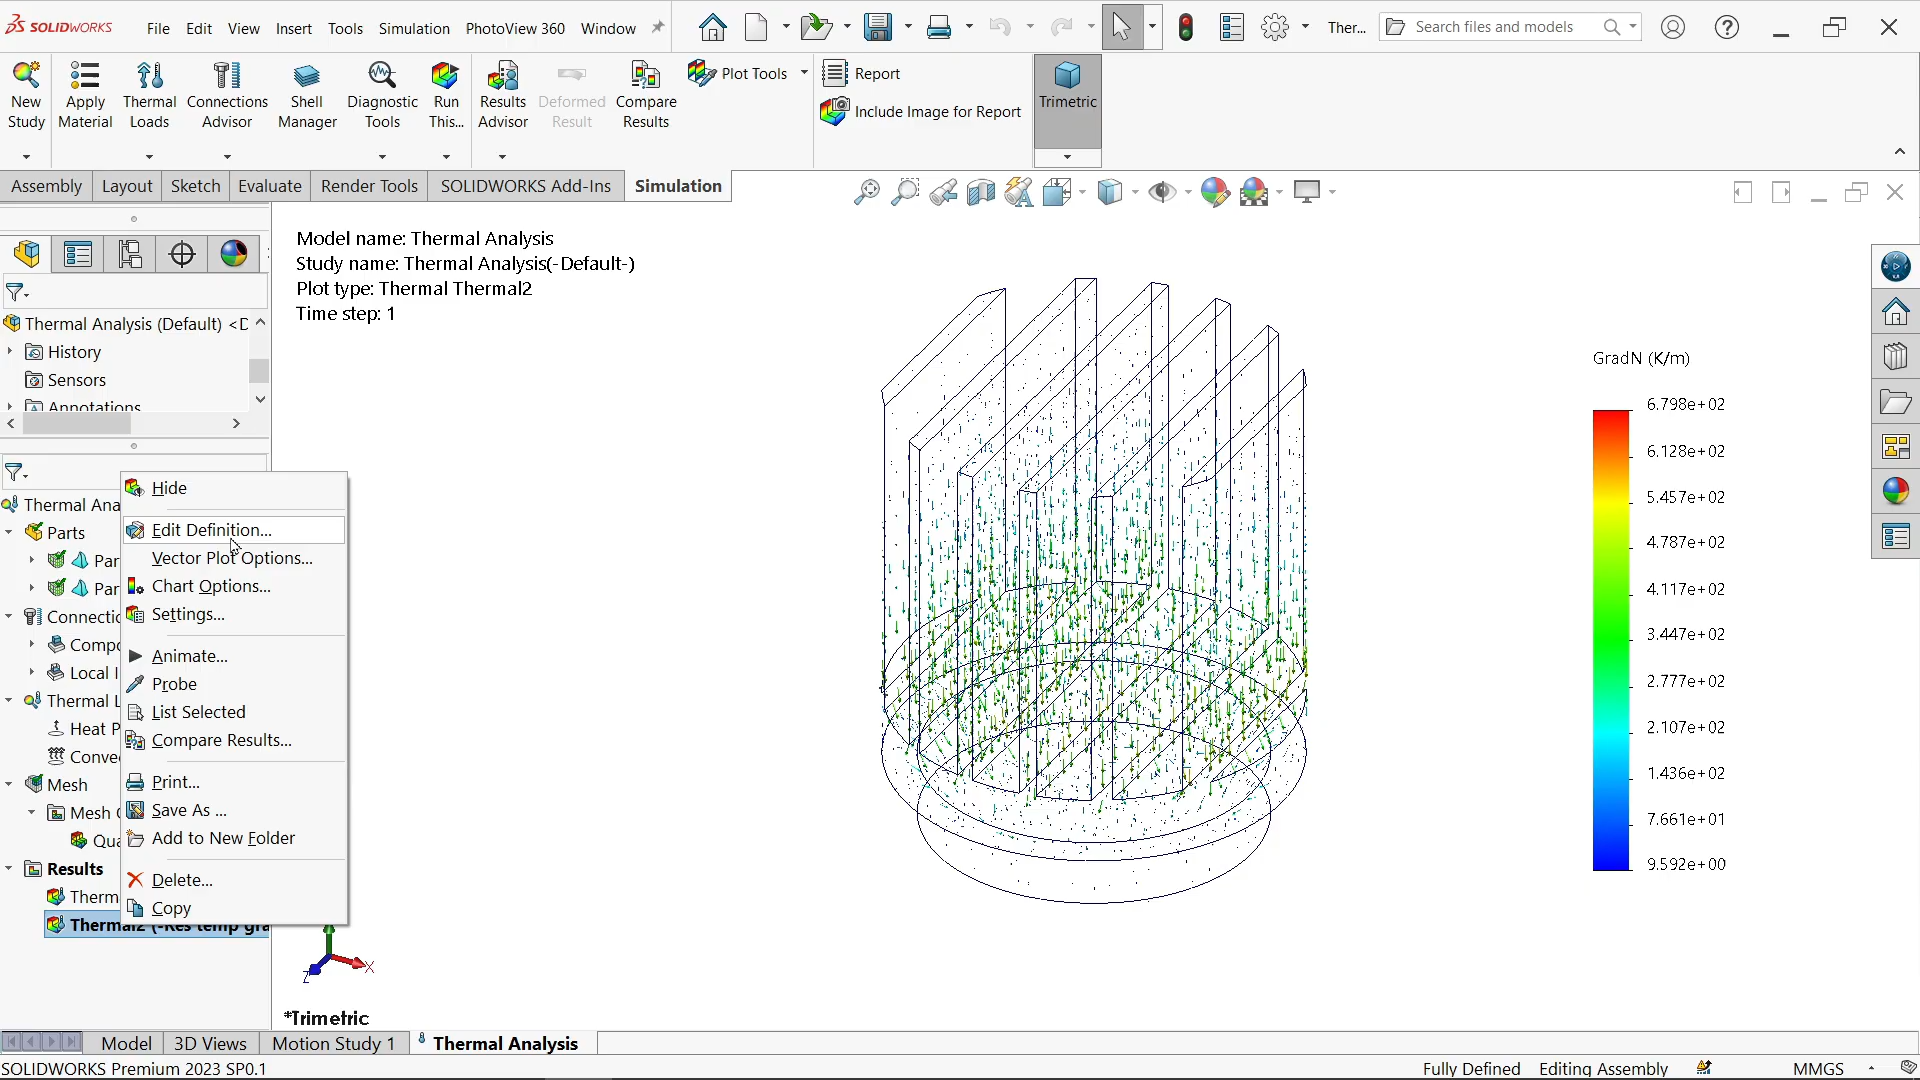 SOLIDWORKS File Edit View Insert Tools Simulation PhotoView 360 Window Ther... Search files and models
New Study
Apply Material
Thermal Loads
Connections Advisor
Shell Manager
Diagnostic Tools
Run This...
Results Advisor
Deformed Result
Compare Results
Plot Tools
Report
Include Image for Report
Trimetric
Assembly Layout Sketch Evaluate Render Tools SOLIDWORKS Add-Ins Simulation
Thermal Analysis (Default) <D
History
Sensors
Annotations
Thermal Ana
Parts
Par
Par
Connectio
Compo
Local I
Thermal L
Heat P
Conve
Mesh
Mesh
Qua
Results
Therm
Thermal2 (-Res temp gra
Hide
Edit Definition...
Vector Plot Options...
Chart Options...
Settings...
Animate...
Probe
List Selected
Compare Results...
Print...
Save As ...
Add to New Folder
Delete...
Copy
Model name: Thermal Analysis
Study name: Thermal Analysis(-Default-)
Plot type: Thermal Thermal2
Time step: 1
GradN (K/m)
6.798e+02
6.128e+02
5.457e+02
4.787e+02
4.117e+02
3.447e+02
2.777e+02
2.107e+02
1.436e+02
7.661e+01
9.592e+00
X
Z
*Trimetric
Model 3D Views Motion Study 1 Thermal Analysis
SOLIDWORKS Premium 2023 SP0.1 Fully Defined Editing Assembly MMGS